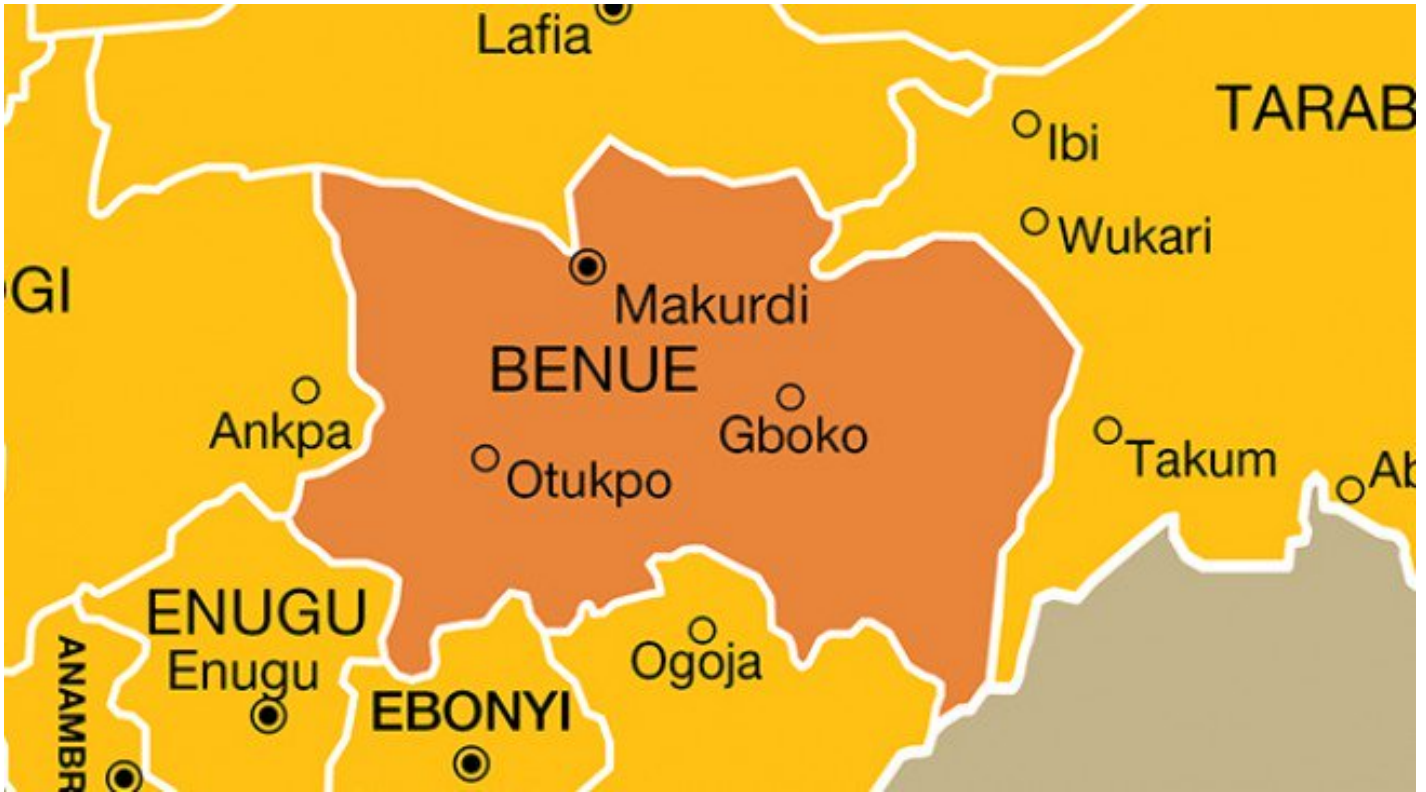 Lafia
TARAB
Ibi
Wukari
GI
Makurdi
BENUE
Ankpa
Gboko
Otukpo
Takum
Ab
ENUGU
Enugu
ANAMBR
Ogoja
EBONYI